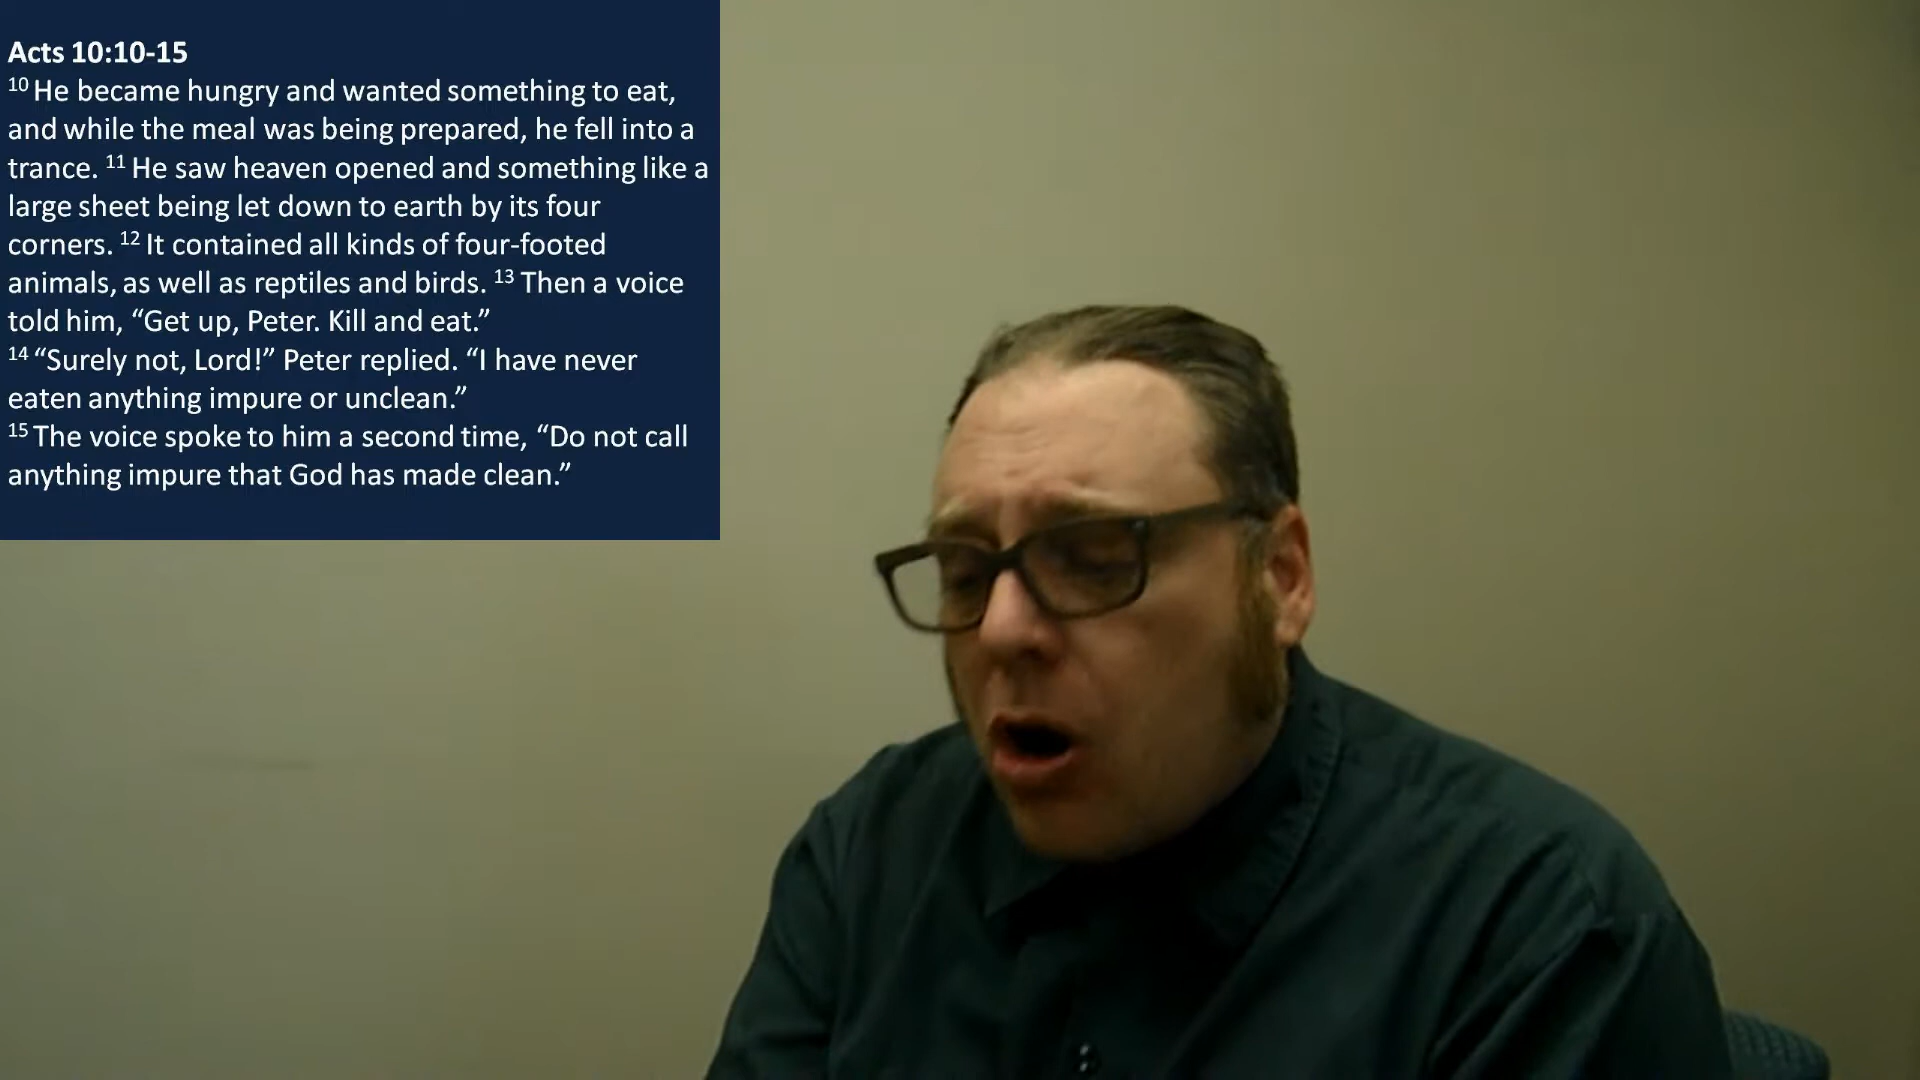 Acts 10:10-15
10 He became hungry and wanted something to eat,
and while the meal was being prepared, he fell into a
trance. 11 He saw heaven opened and something like a
large sheet being let down to earth by its four
corners. 12 It contained all kinds of four-footed
animals, as well as reptiles and birds. 13 Then a voice
told him, “Get up, Peter. Kill and eat.”
14 “Surely not, Lord!” Peter replied. “I have never
eaten anything impure or unclean.”
15 The voice spoke to him a second time, “Do not call
anything impure that God has made clean.”